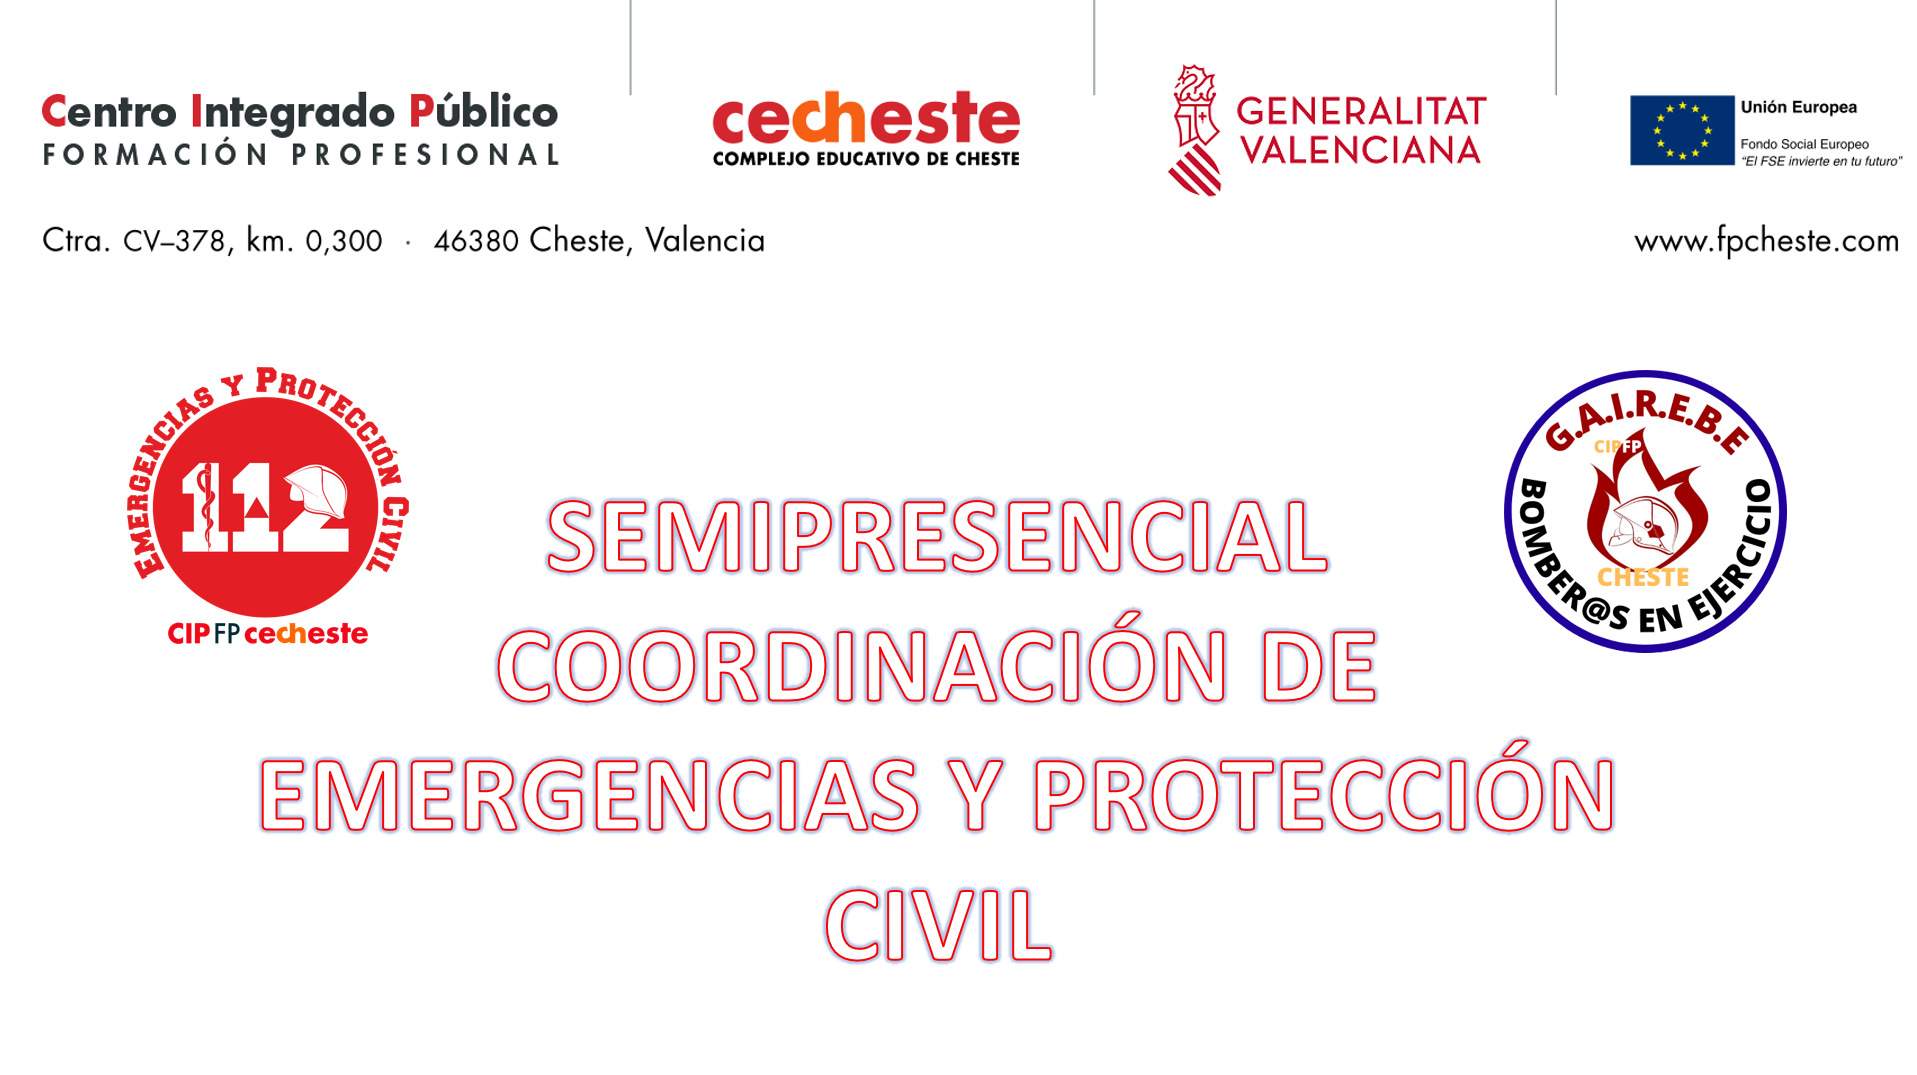 Centro Integrado Público
FORMACIÓN PROFESIONAL
cecheste
COMPLEJO EDUCATIVO DE CHESTE
GENERALITAT
VALENCIANA
Unión Europea
Fondo Social Europeo
"El FSE invierte en tu futuro"
Ctra. CV–378, km. 0,300 · 46380 Cheste, Valencia
www.fpcheste.com
EMERGENCIAS Y PROTECCIÓN CIVIL
112
CIPFP cecheste
G.A.I.R.E.B.E
CIPFP
CHESTE
BOMBER@S EN EJERCICIO
SEMIPRESENCIAL
COORDINACIÓN DE
EMERGENCIAS Y PROTECCIÓN
CIVIL